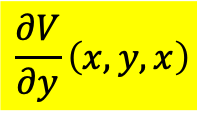 ∂V/∂y (x, y, x)